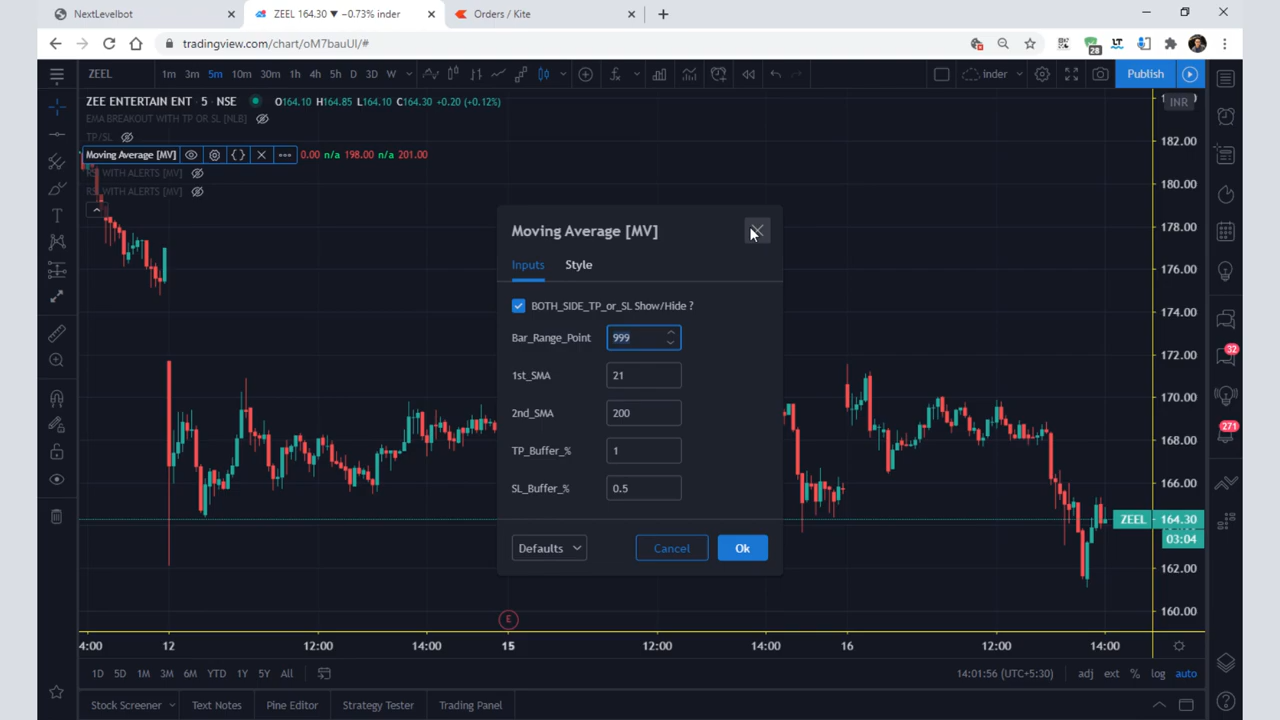 NextLevelbot
ZEEL 164.30 ▼ −0.73% inder
Orders / Kite
tradingview.com/chart/oM7bauUl/#
28
LT
ZEEL
1m 3m 5m 10m 30m 1h 4h 5h D 3D W
inder
Publish
ZEE ENTERTAIN ENT · 5 · NSE
O164.10 H164.85 L164.10 C164.30 +0.20 (+0.12%)
EMA BREAKOUT WITH TP OR SL [NLB]
TP/SL
Moving Average [MV]
0.00 n/a 198.00 n/a 201.00
WITH ALERTS [MV]
WITH ALERTS [MV]
INR
182.00
180.00
178.00
176.00
174.00
172.00
170.00
168.00
166.00
ZEEL 164.30
03:04
162.00
160.00
32
271
Moving Average [MV]
Inputs Style
BOTH_SIDE_TP_or_SL Show/Hide ?
Bar_Range_Point 999
1st_SMA 21
2nd_SMA 200
TP_Buffer_% 1
SL_Buffer_% 0.5
Defaults Cancel Ok
E
4:00 12 12:00 14:00 15 12:00 14:00 16 12:00 14:00
1D 5D 1M 3M 6M YTD 1Y 5Y All
14:01:56 (UTC+5:30) adj ext % log auto
Stock Screener Text Notes Pine Editor Strategy Tester Trading Panel